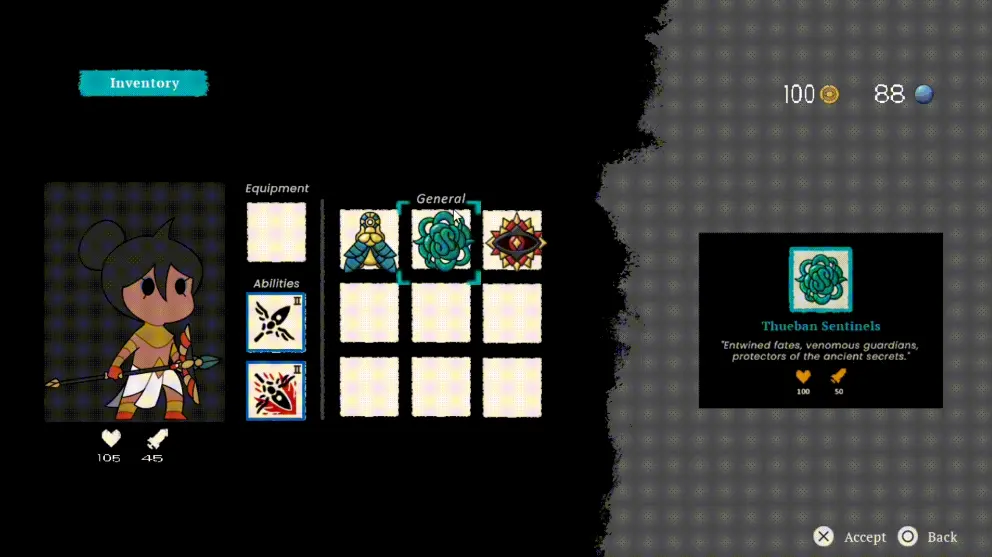 Inventory
100
88
Equipment
General
Abilities
II
II
Thueban Sentinels
"Entwined fates, venomous guardians,
protectors of the ancient secrets."
100
50
105
45
Accept
Back